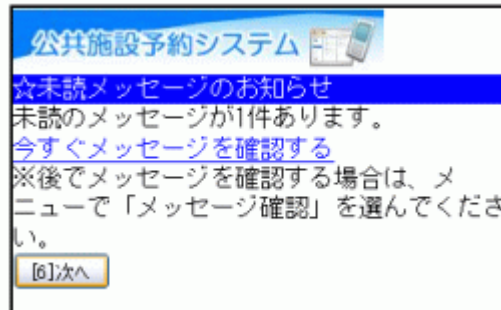 公共施設予約システム
☆未読メッセージのお知らせ
未読のメッセージが1件あります。
今すぐメッセージを確認する
※後でメッセージを確認する場合は、メ
ニューで「メッセージ確認」を選んでくださ
い。
[6]次へ